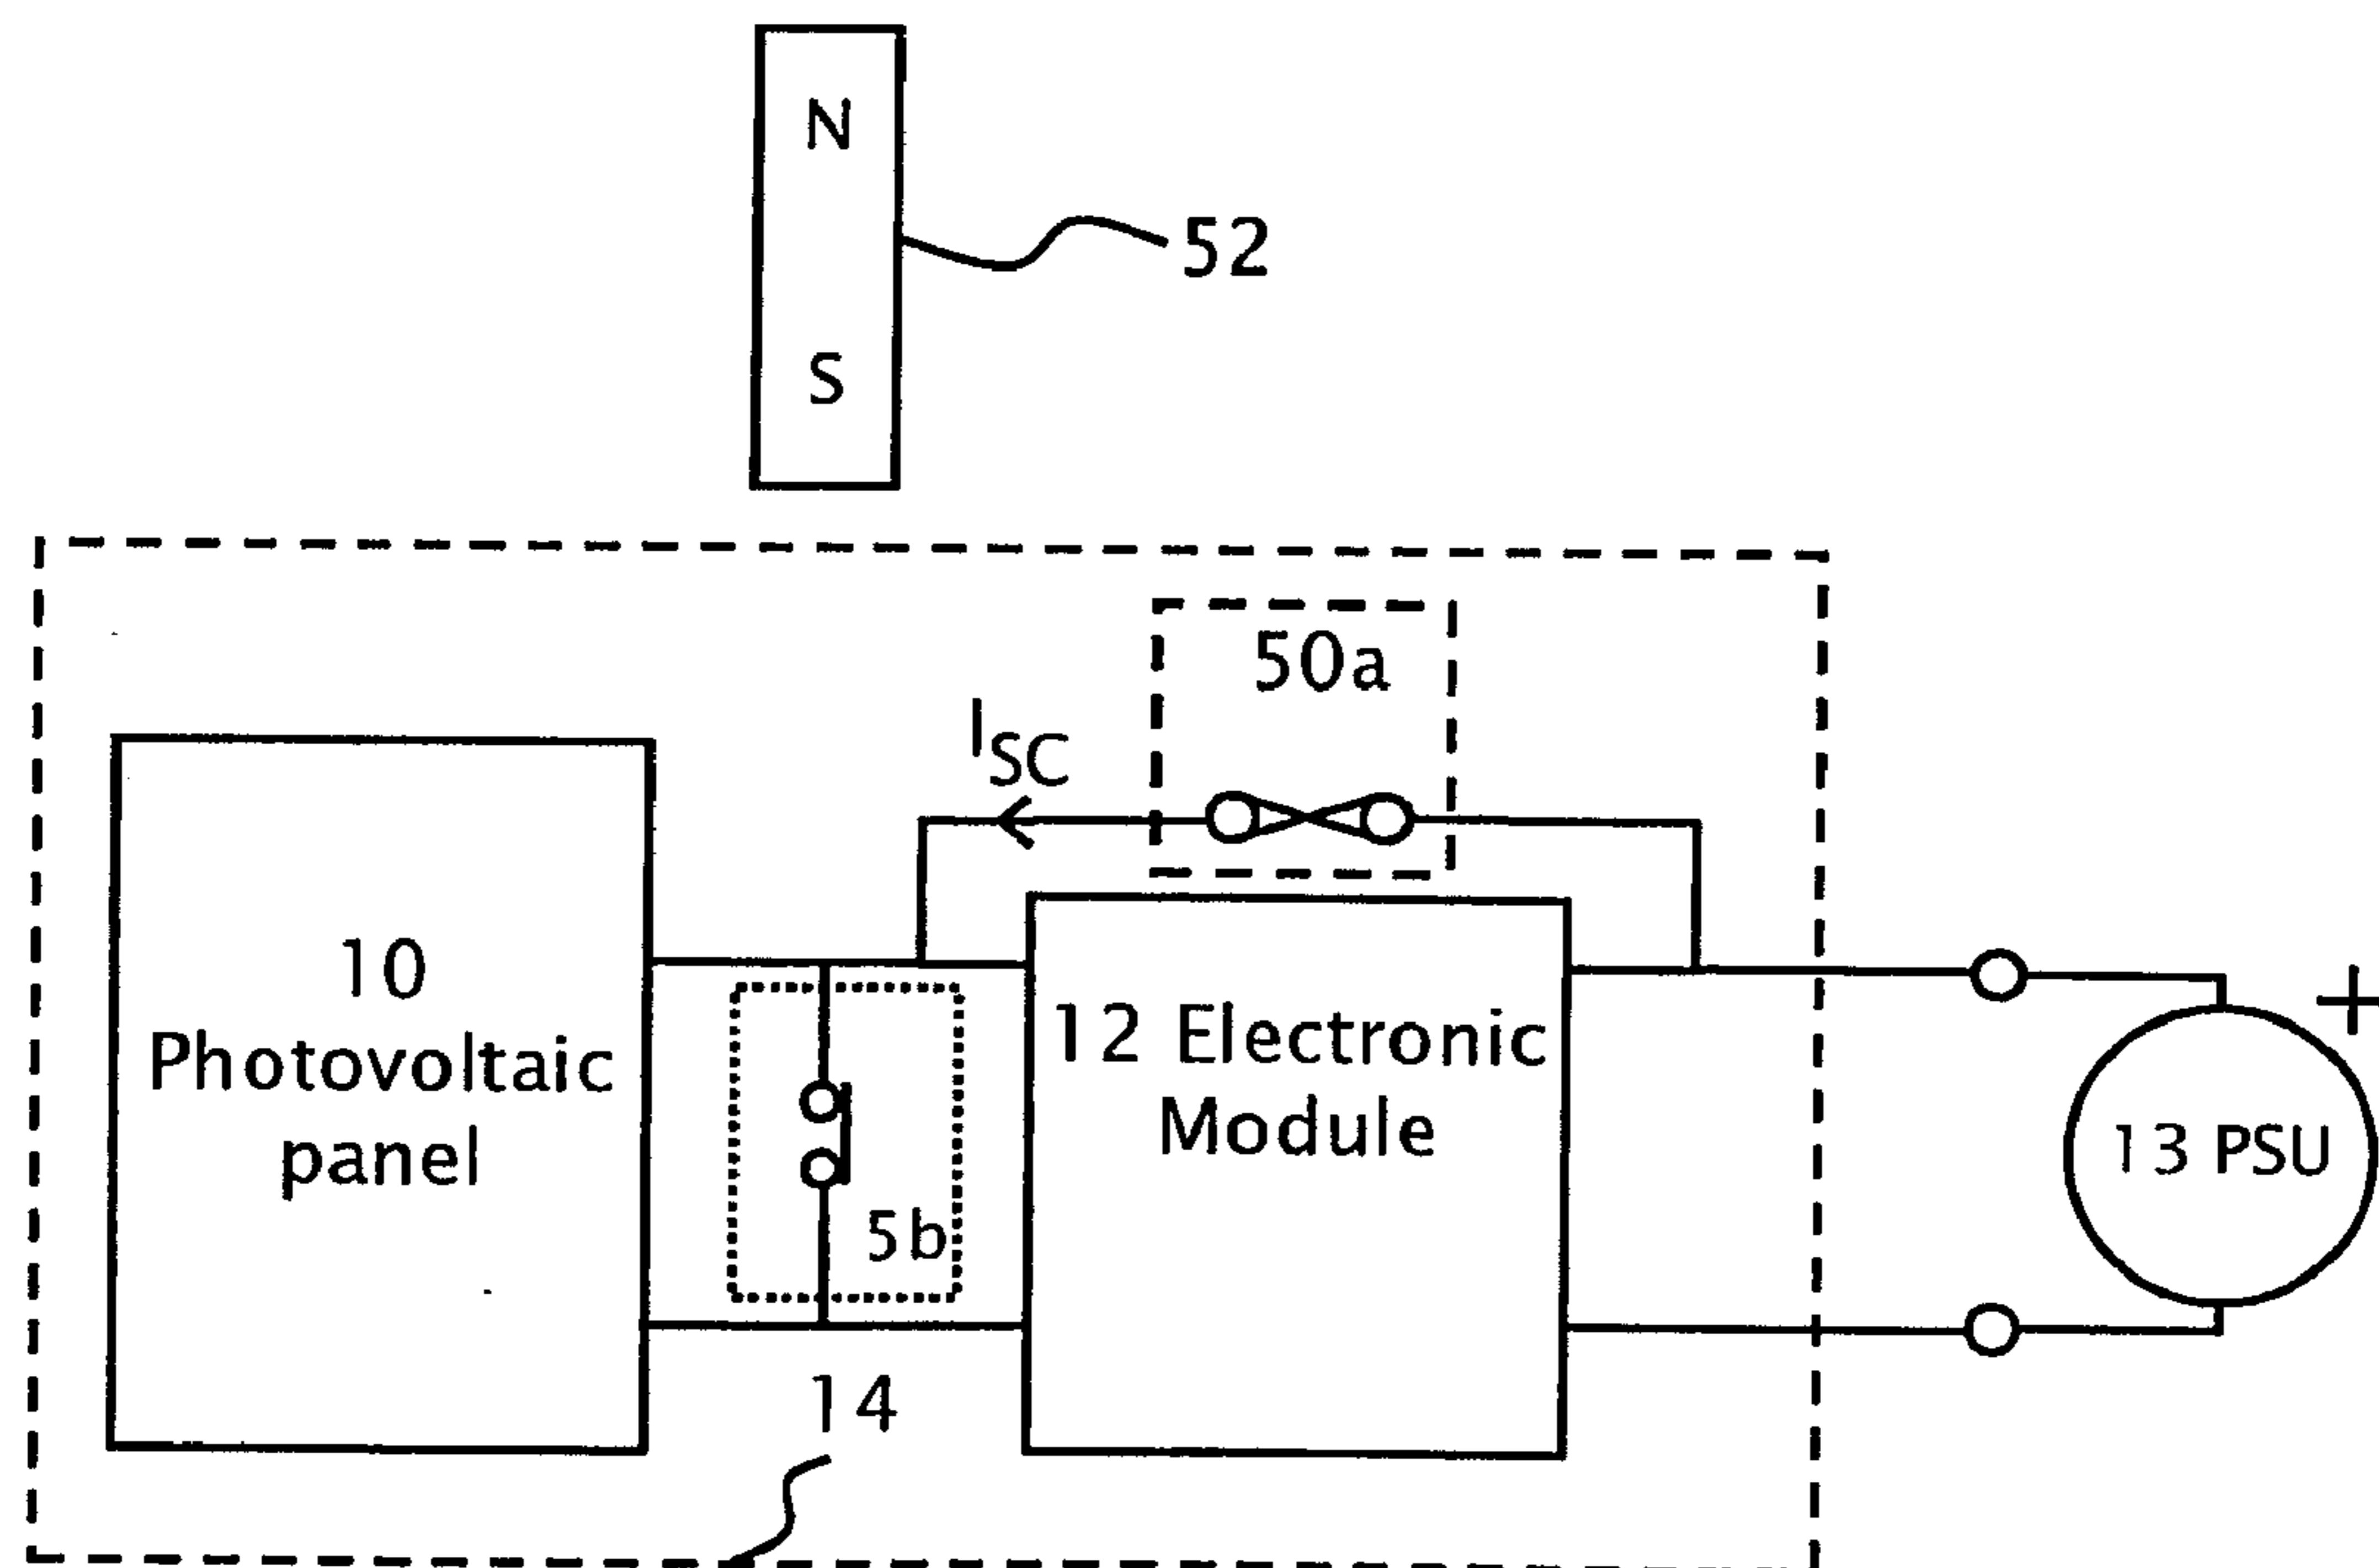 N
52
S
50a
ISC
10
Photovoltaic
panel
12 Electronic
Module
+
13 PSU
5b
14